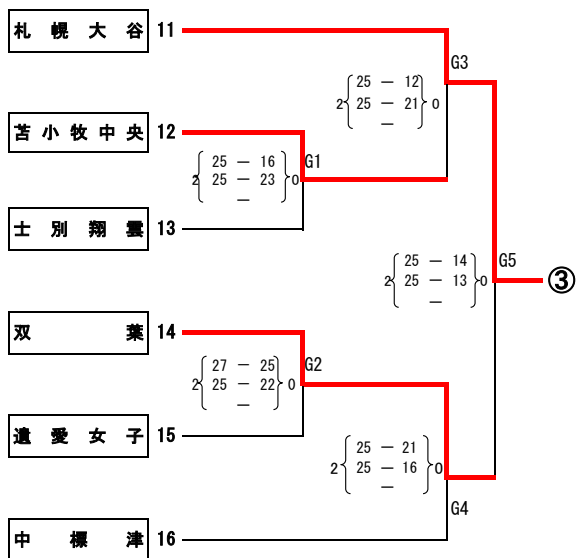 札幌大谷 11
G3
25 — 12
2 25 — 21 0
—
苫小牧中央 12
G1
25 — 16
2 25 — 23 0
—
士別翔雲 13
G5
25 — 14
2 25 — 13 0
—
③
双葉 14
G2
27 — 25
2 25 — 22 0
—
遺愛女子 15
25 — 21
2 25 — 16 0
—
G4
中標津 16